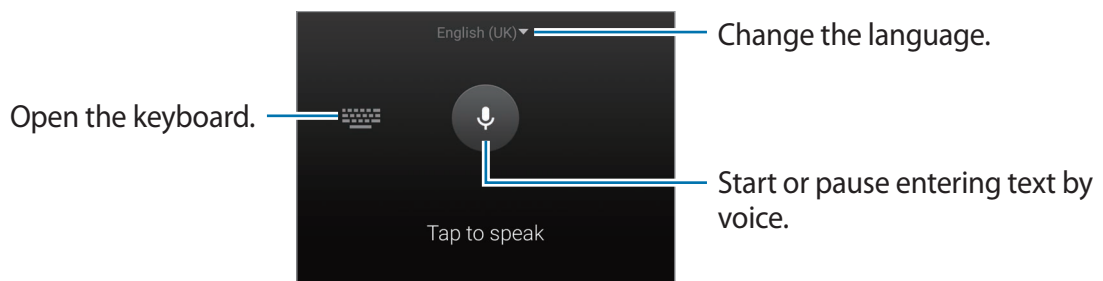 English (UK)
Change the language.
Open the keyboard.
Start or pause entering text by
voice.
Tap to speak